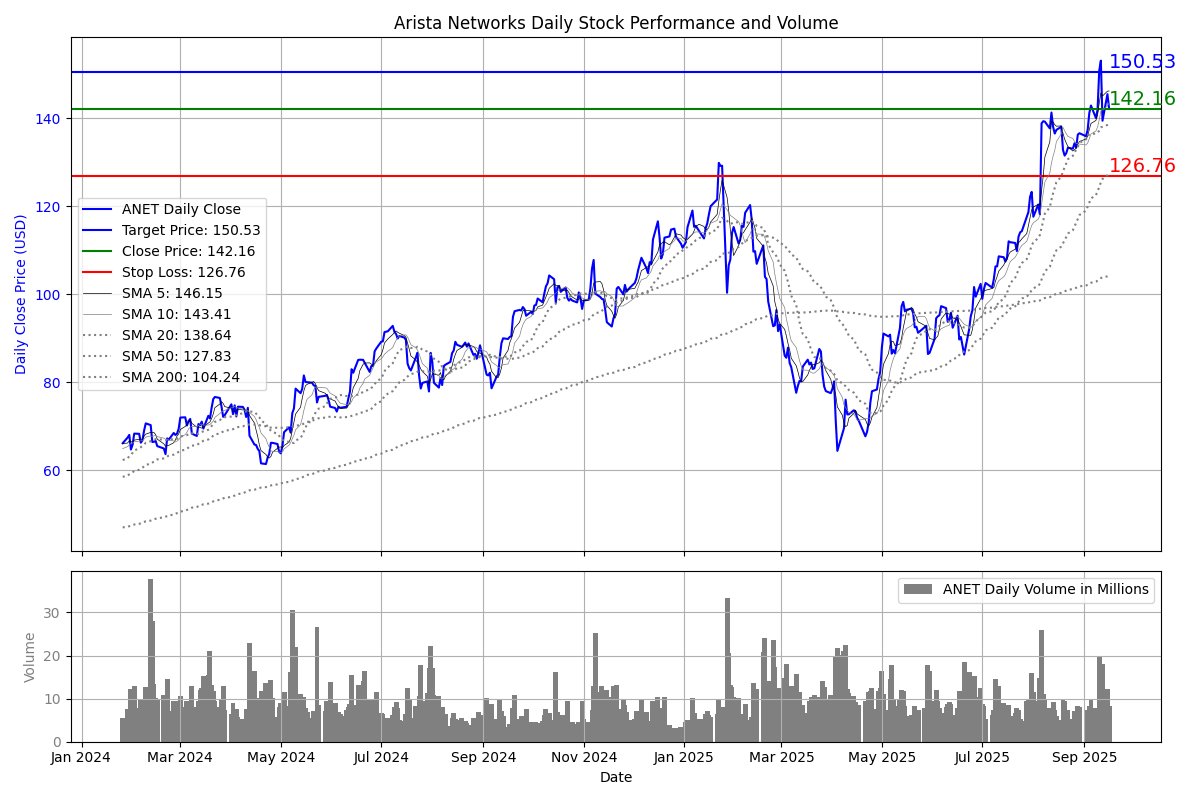 Arista Networks Daily Stock Performance and Volume
150.53
142.16
126.76
140
120
100
80
60
Daily Close Price (USD)
ANET Daily Close
Target Price: 150.53
Close Price: 142.16
Stop Loss: 126.76
SMA 5: 146.15
SMA 10: 143.41
SMA 20: 138.64
SMA 50: 127.83
SMA 200: 104.24
ANET Daily Volume in Millions
Volume
30
20
10
0
Jan 2024 Mar 2024 May 2024 Jul 2024 Sep 2024 Nov 2024 Jan 2025 Mar 2025 May 2025 Jul 2025 Sep 2025
Date